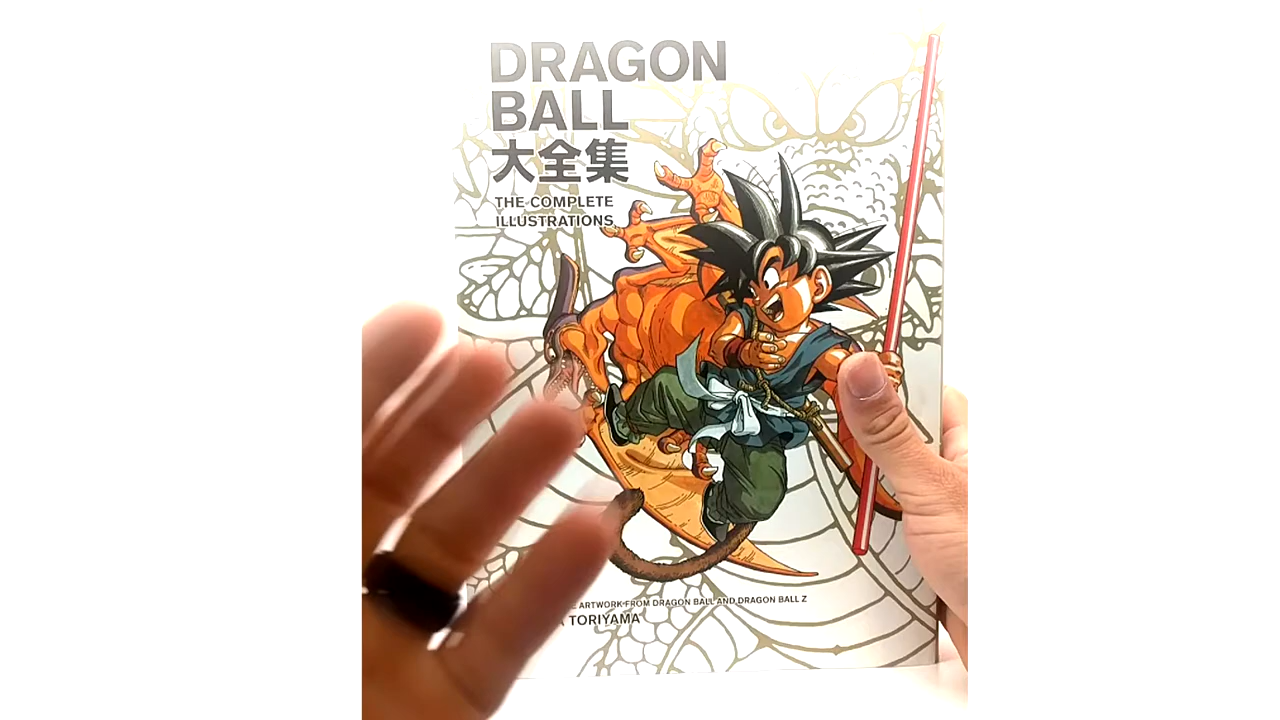 DRAGON
BALL
大全集
THE COMPLETE
ILLUSTRATIONS
ARTWORK FROM DRAGON BALL AND DRAGON BALL Z
TORIYAMA